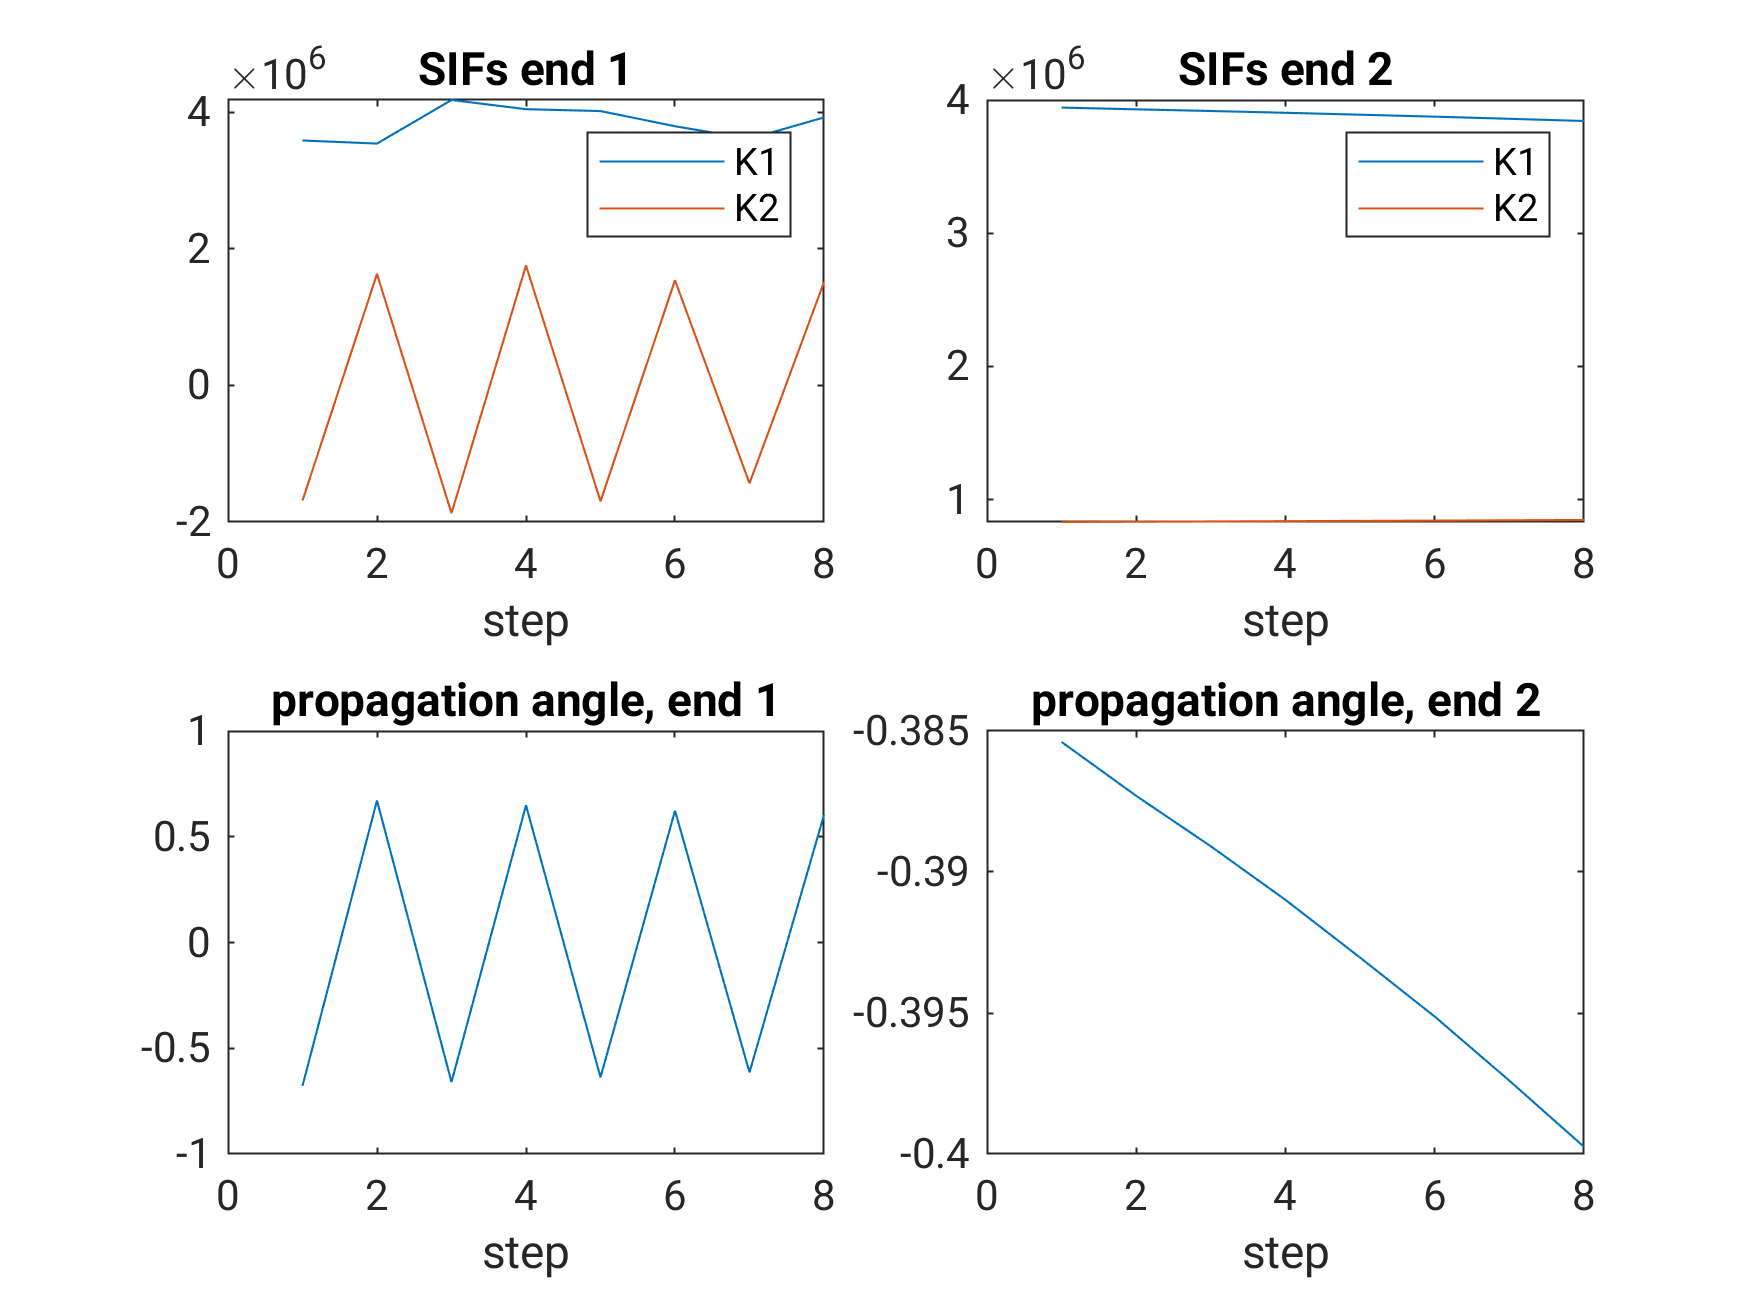 SIFs end 1
×10^6
4
2
0
-2
K1
K2
0 2 4 6 8
step
SIFs end 2
×10^6
4
3
2
1
K1
K2
0 2 4 6 8
step
propagation angle, end 1
1
0.5
0
-0.5
-1
0 2 4 6 8
step
propagation angle, end 2
-0.385
-0.39
-0.395
-0.4
0 2 4 6 8
step